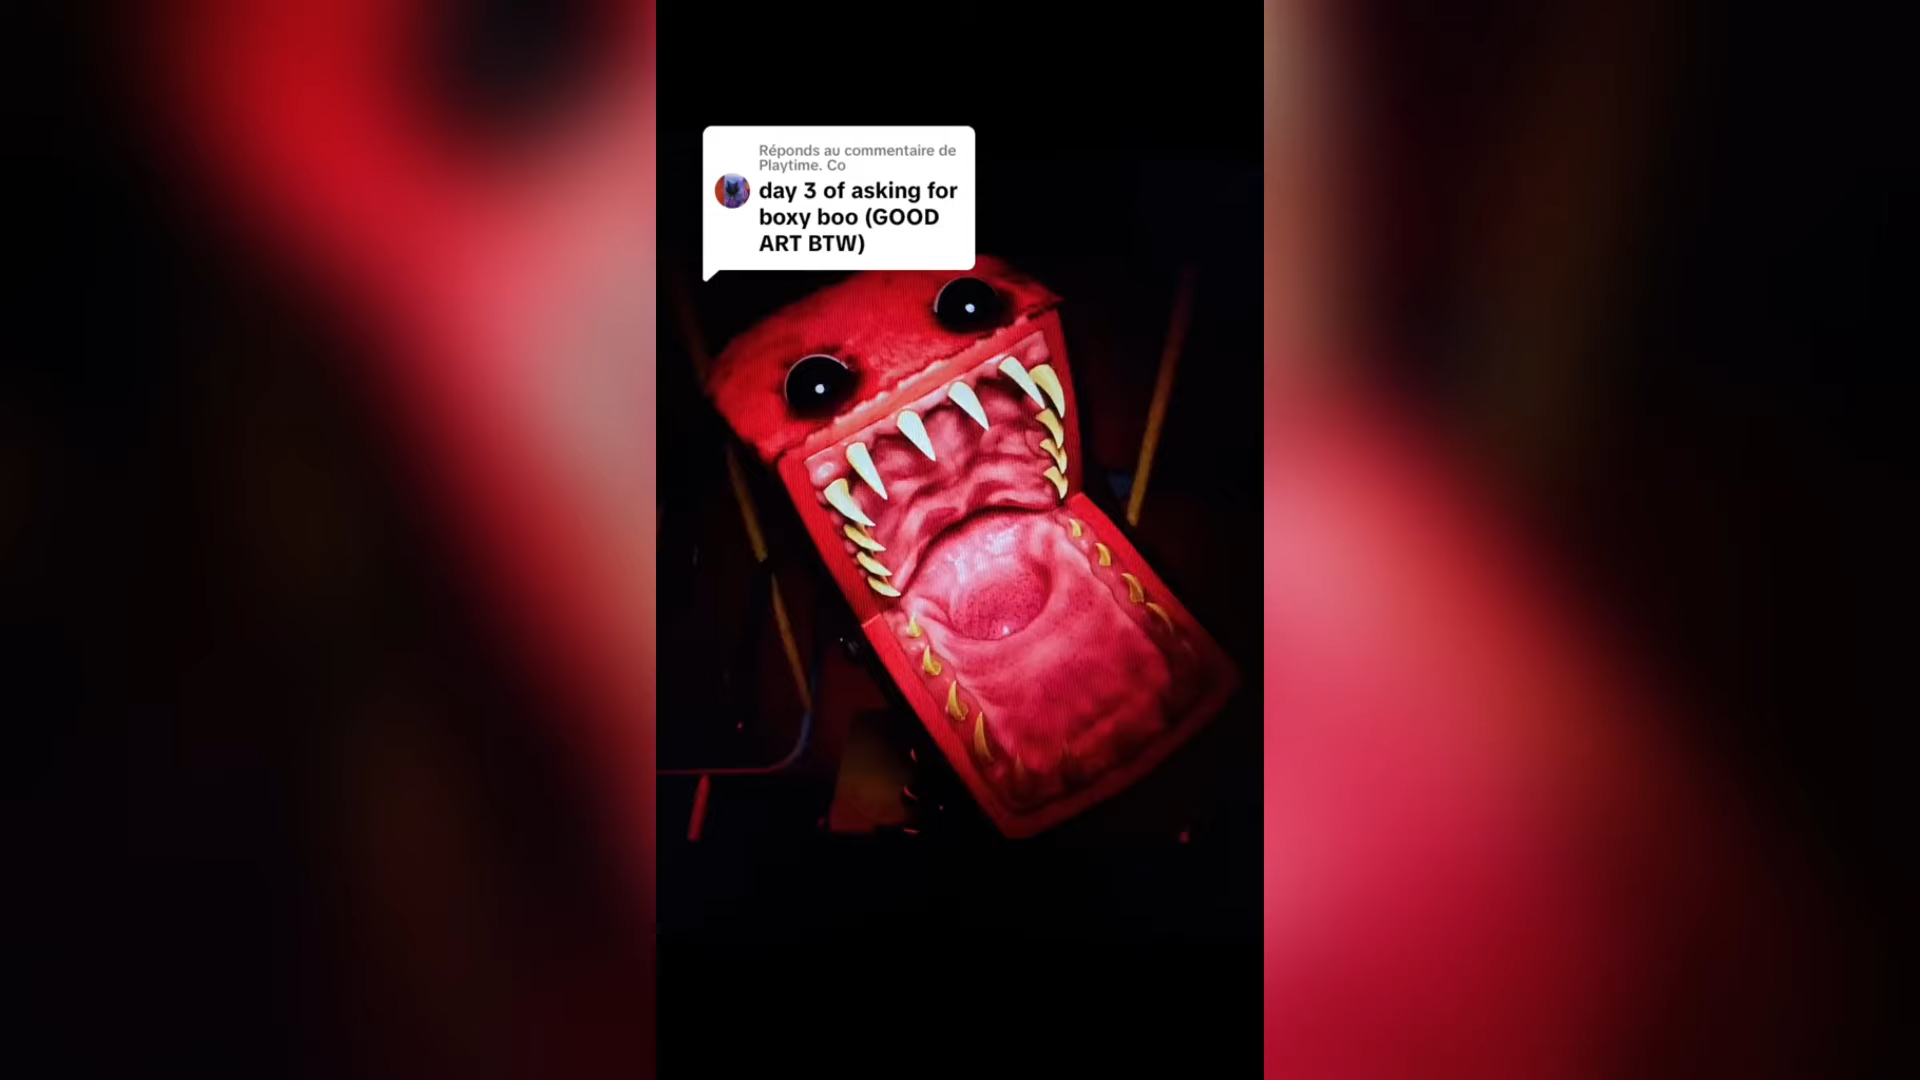 Réponds au commentaire de
Playtime. Co
day 3 of asking for
boxy boo (GOOD
ART BTW)